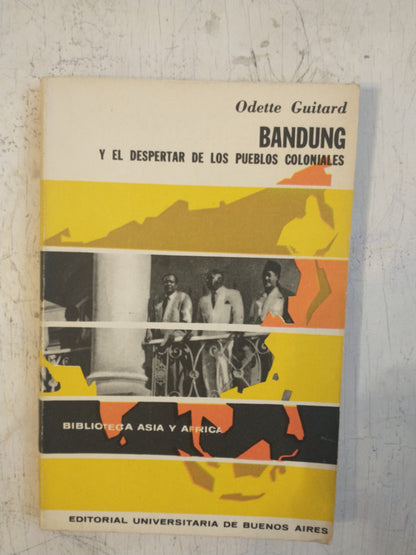 Odette Guitard
BANDUNG
Y EL DESPERTAR DE LOS PUEBLOS COLONIALES
BIBLIOTECA ASIA Y AFRICA
EDITORIAL UNIVERSITARIA DE BUENOS AIRES